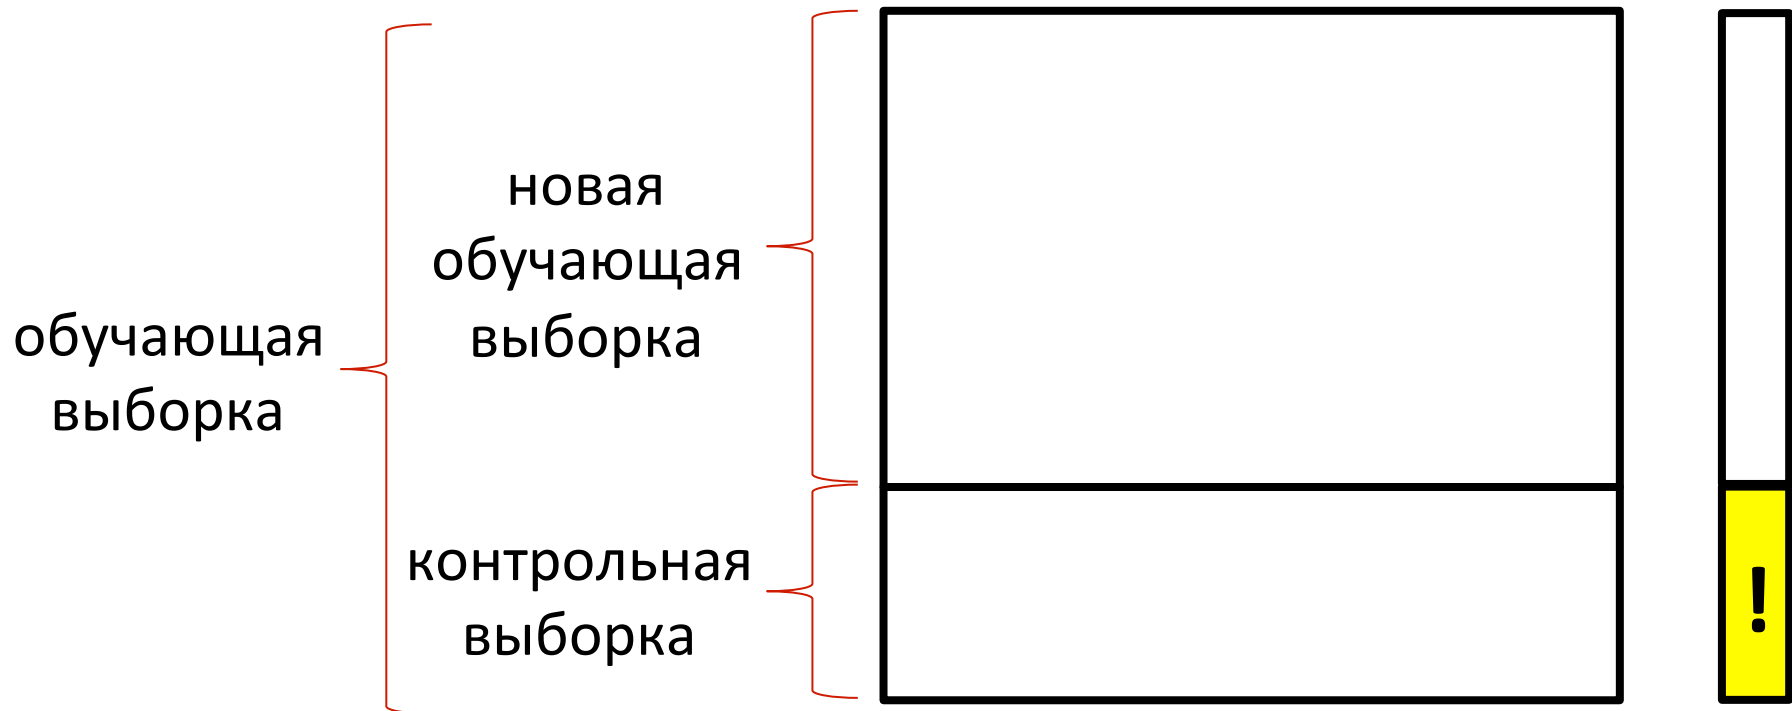 обучающая
выборка
новая
обучающая
выборка
контрольная
выборка
!